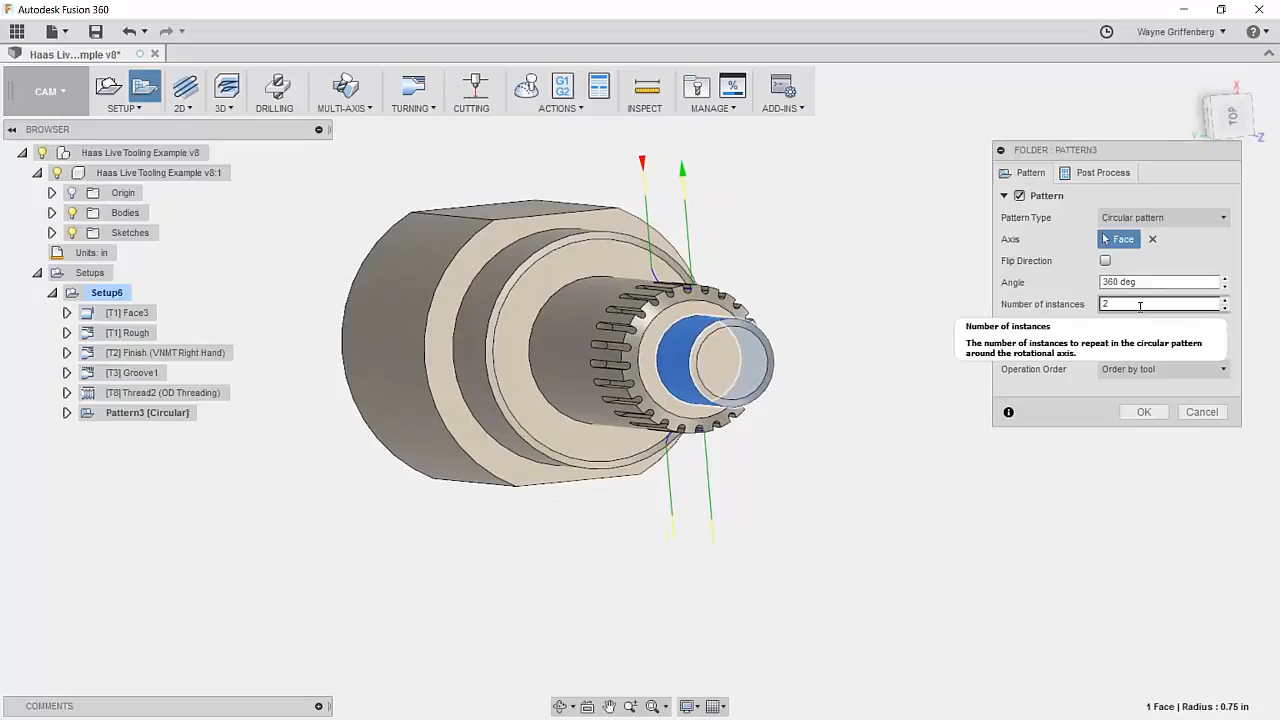 Autodesk Fusion 360
Wayne Griffenberg
Haas Liv...mple v8*
CAM
SETUP
2D
3D
DRILLING
MULTI-AXIS
TURNING
CUTTING
G1
G2
ACTIONS
INSPECT
%
MANAGE
ADD-INS
X
TOP
Y
Z
BROWSER
Haas Live Tooling Example v8
Haas Live Tooling Example v8:1
Origin
Bodies
Sketches
Units: in
Setups
Setup6
[T1] Face3
[T1] Rough
[T2] Finish (VNMT Right Hand)
[T3] Groove1
[T8] Thread2 (OD Threading)
Pattern3 [Circular]
FOLDER : PATTERN3
Pattern
Post Process
Pattern
Pattern Type
Circular pattern
Axis
Face
Flip Direction
Angle
360 deg
Number of instances
2
Number of instances
The number of instances to repeat in the circular pattern
around the rotational axis.
Operation Order
Order by tool
OK
Cancel
COMMENTS
1 Face | Radius : 0.75 in